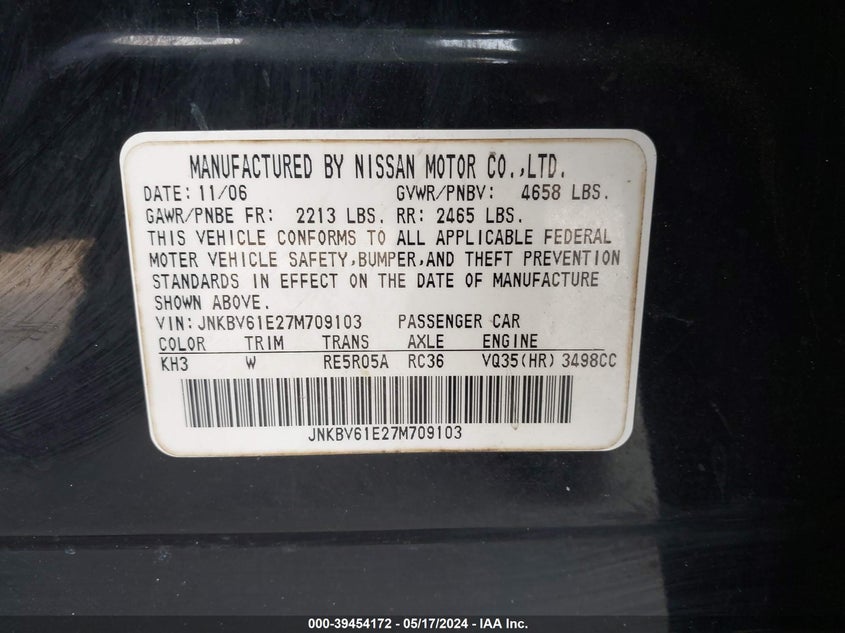 MANUFACTURED BY NISSAN MOTOR CO.,LTD.
DATE: 11/06 GVWR/PNBV: 4658 LBS.
GAWR/PNBE FR: 2213 LBS. RR: 2465 LBS.
THIS VEHICLE CONFORMS TO ALL APPLICABLE FEDERAL
MOTER VEHICLE SAFETY,BUMPER,AND THEFT PREVENTION
STANDARDS IN EFFECT ON THE DATE OF MANUFACTURE
SHOWN ABOVE.
VIN: JNKBV61E27M709103 PASSENGER CAR
COLOR TRIM TRANS AXLE ENGINE
KH3 W RE5R05A RC36 VQ35(HR) 3498CC
JNKBV61E27M709103
000-39454172 - 05/17/2024 - IAA Inc.